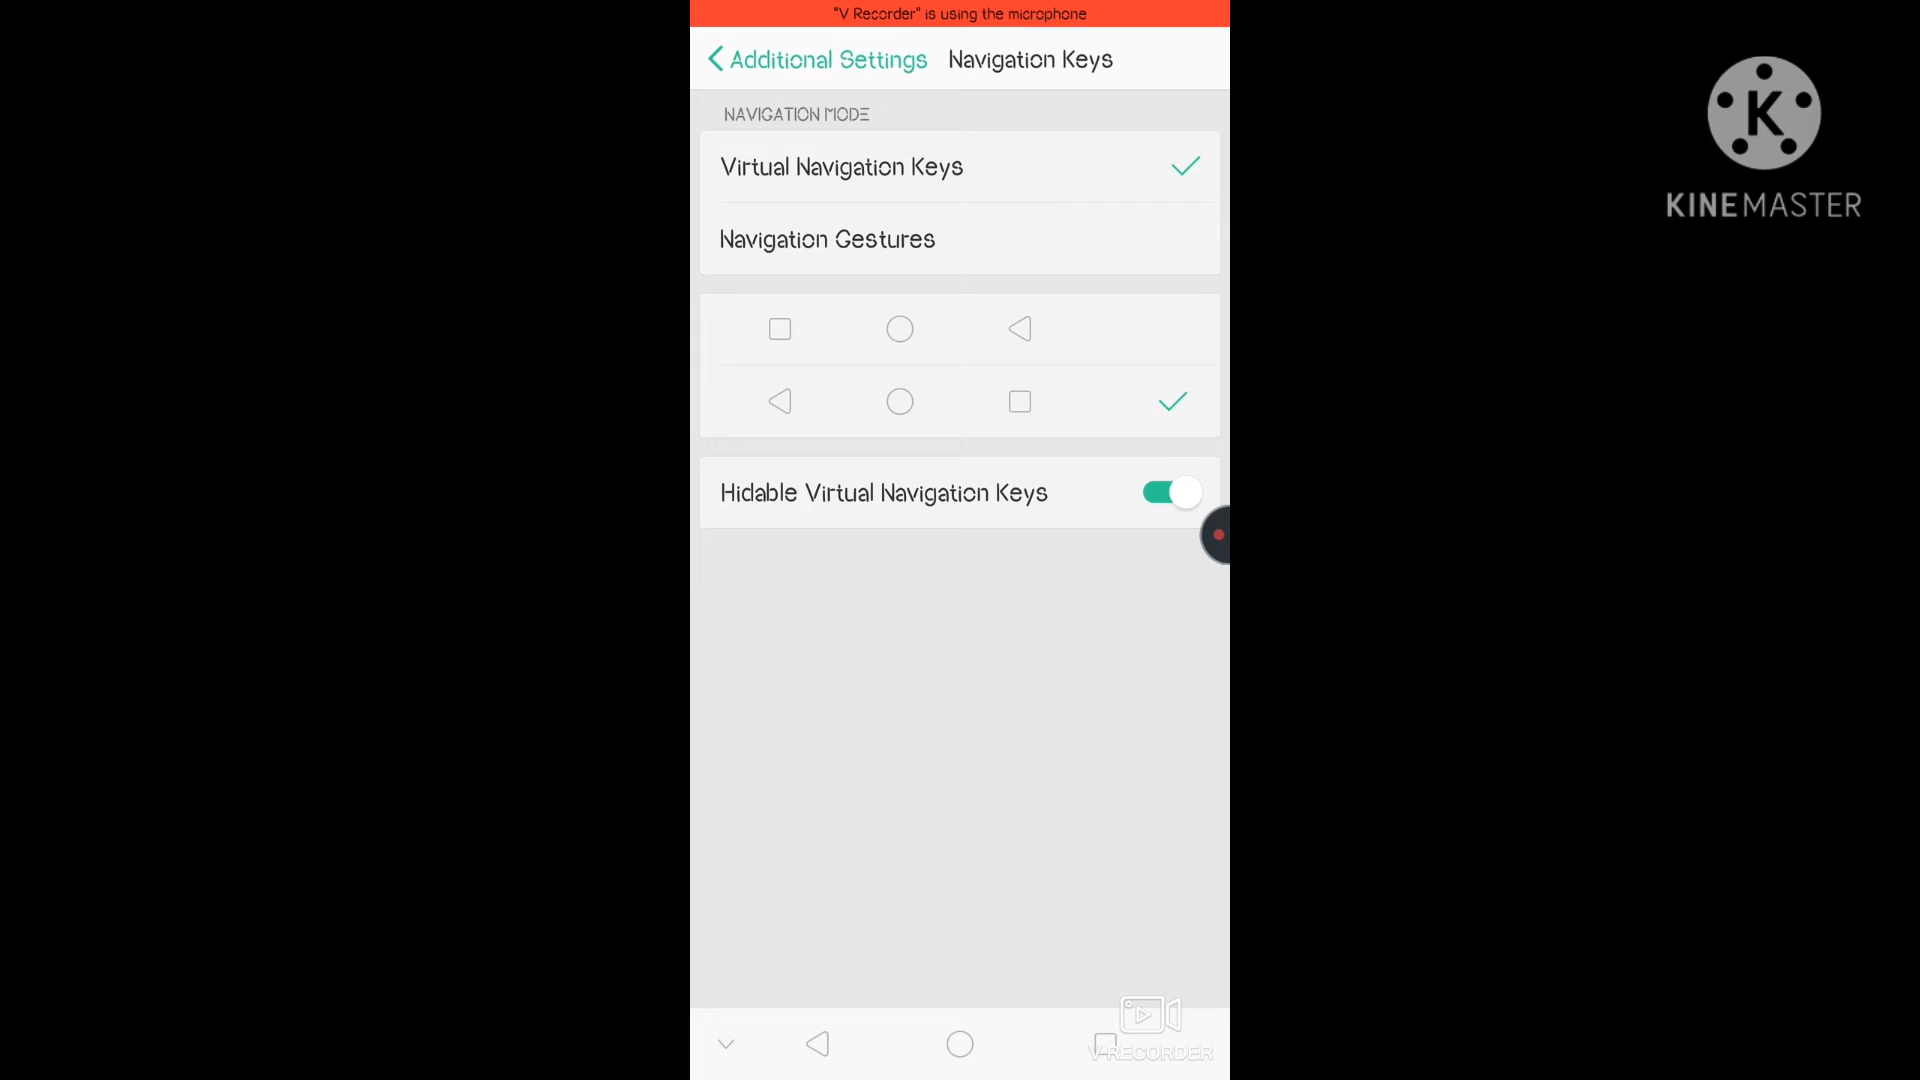 "V Recorder" is using the microphone
Additional Settings Navigation Keys
NAVIGATION MODE
Virtual Navigation Keys
Navigation Gestures
Hidable Virtual Navigation Keys
V RECORDER
K
KINEMASTER